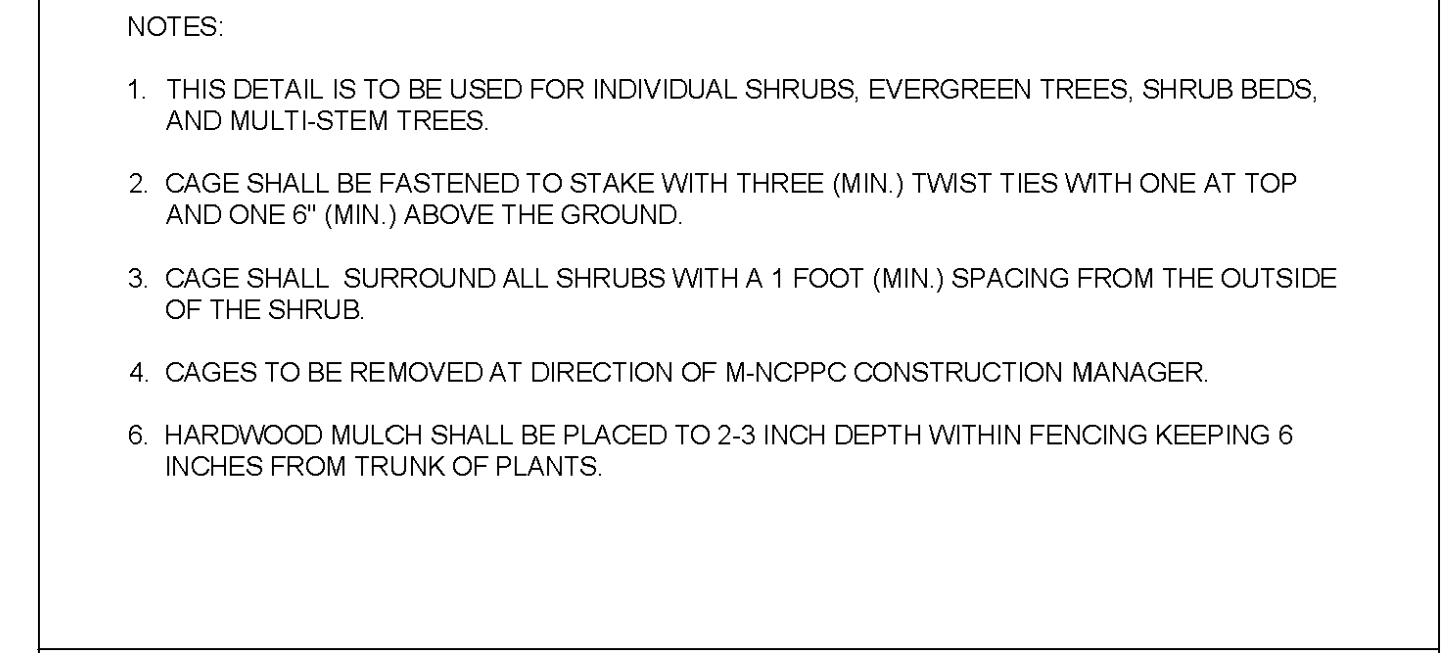 NOTES:
1. THIS DETAIL IS TO BE USED FOR INDIVIDUAL SHRUBS, EVERGREEN TREES, SHRUB BEDS,
AND MULTI-STEM TREES.
2. CAGE SHALL BE FASTENED TO STAKE WITH THREE (MIN.) TWIST TIES WITH ONE AT TOP
AND ONE 6" (MIN.) ABOVE THE GROUND.
3. CAGE SHALL  SURROUND ALL SHRUBS WITH A 1 FOOT (MIN.) SPACING FROM THE OUTSIDE
OF THE SHRUB.
4. CAGES TO BE REMOVED AT DIRECTION OF M-NCPPC CONSTRUCTION MANAGER.
6. HARDWOOD MULCH SHALL BE PLACED TO 2-3 INCH DEPTH WITHIN FENCING KEEPING 6
INCHES FROM TRUNK OF PLANTS.